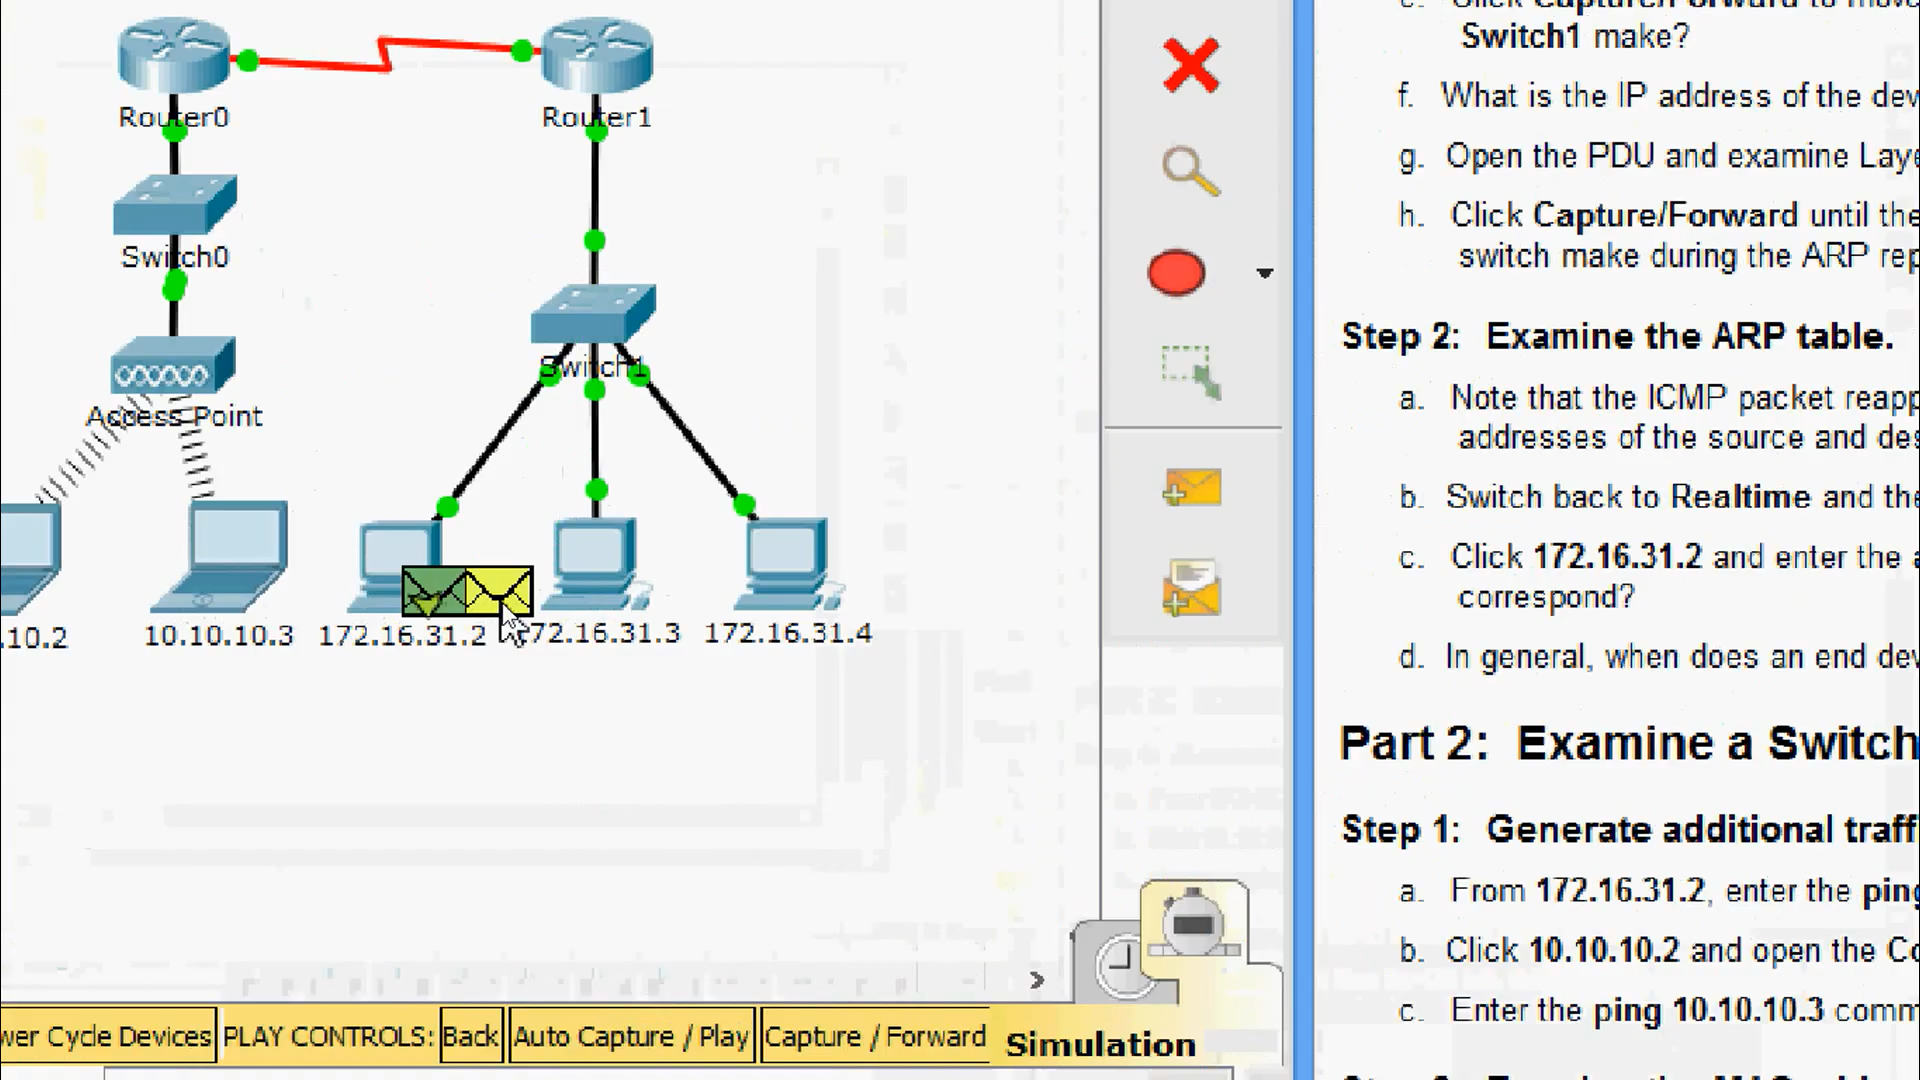 Router0
Router1
Switch0
Switch1
Access Point
.10.2
10.10.10.3
172.16.31.2
72.16.31.3
172.16.31.4
wer Cycle Devices
PLAY CONTROLS:
Back
Auto Capture / Play
Capture / Forward
Simulation
Switch1 make?
f. What is the IP address of the dev
g. Open the PDU and examine Laye
h. Click Capture/Forward until the
switch make during the ARP rep
Step 2: Examine the ARP table.
a. Note that the ICMP packet reapp
addresses of the source and des
b. Switch back to Realtime and the
c. Click 172.16.31.2 and enter the a
correspond?
d. In general, when does an end dev
Part 2: Examine a Switch
Step 1: Generate additional traff
a. From 172.16.31.2, enter the ping
b. Click 10.10.10.2 and open the Co
c. Enter the ping 10.10.10.3 comm